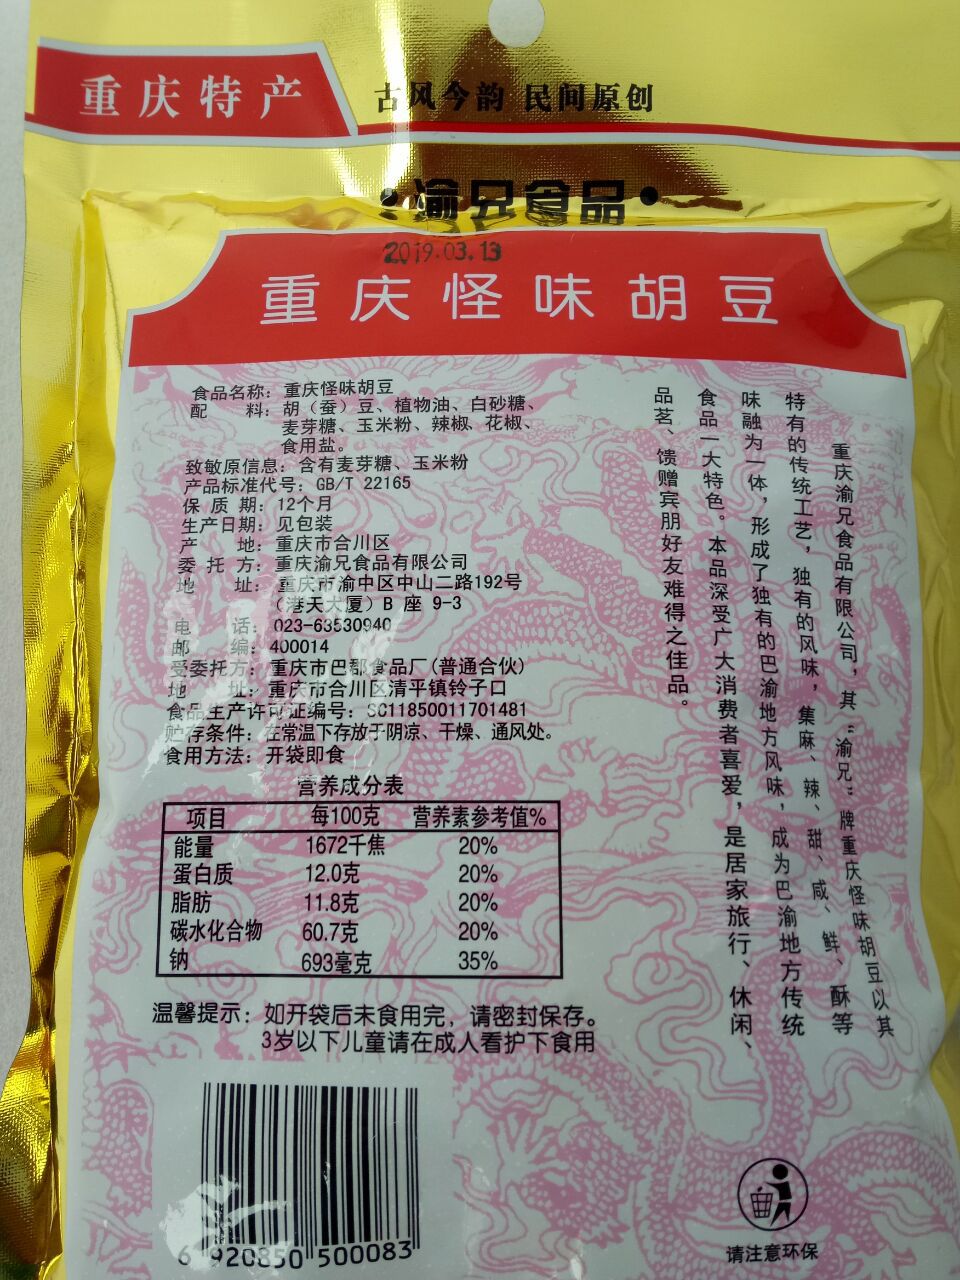 重庆特产
古风今韵 民间原创
·渝兄食品·
2019.03.13
重庆怪味胡豆
食品名称：重庆怪味胡豆
配 料：胡（蚕）豆、植物油、白砂糖、
麦芽糖、玉米粉、辣椒、花椒、
食用盐。
致敏原信息：含有麦芽糖、玉米粉
产品标准代号：GB/T 22165
保 质 期：12个月
生产日期：见包装
产 地：重庆市合川区
委 托 方：重庆渝兄食品有限公司
地 址：重庆市渝中区中山二路192号
（港天大厦）B 座 9-3
电 话：023-63530940
邮 编：400014
受委托方：重庆市巴郡食品厂（普通合伙）
地 址：重庆市合川区清平镇铃子口
食品生产许可证编号：SC11850011701481
贮存条件：在常温下存放于阴凉、干燥、通风处。
食用方法：开袋即食
营养成分表
项目 每100克 营养素参考值%
能量 1672千焦 20%
蛋白质 12.0克 20%
脂肪 11.8克 20%
碳水化合物 60.7克 20%
钠 693毫克 35%
温馨提示：如开袋后未食用完，请密封保存。
3岁以下儿童请在成人看护下食用
重庆渝兄食品有限公司，其“渝兄”牌重庆怪味胡豆以其
特有的传统工艺，独有的风味，集麻、辣、甜、咸、鲜、酥等
味融为一体，形成了独有的巴渝地方风味，成为巴渝地方传统
食品一大特色。本品深受广大消费者喜爱，是居家旅行、休闲、
品茗、馈赠宾朋好友难得之佳品。
6 920850 500083
请注意环保